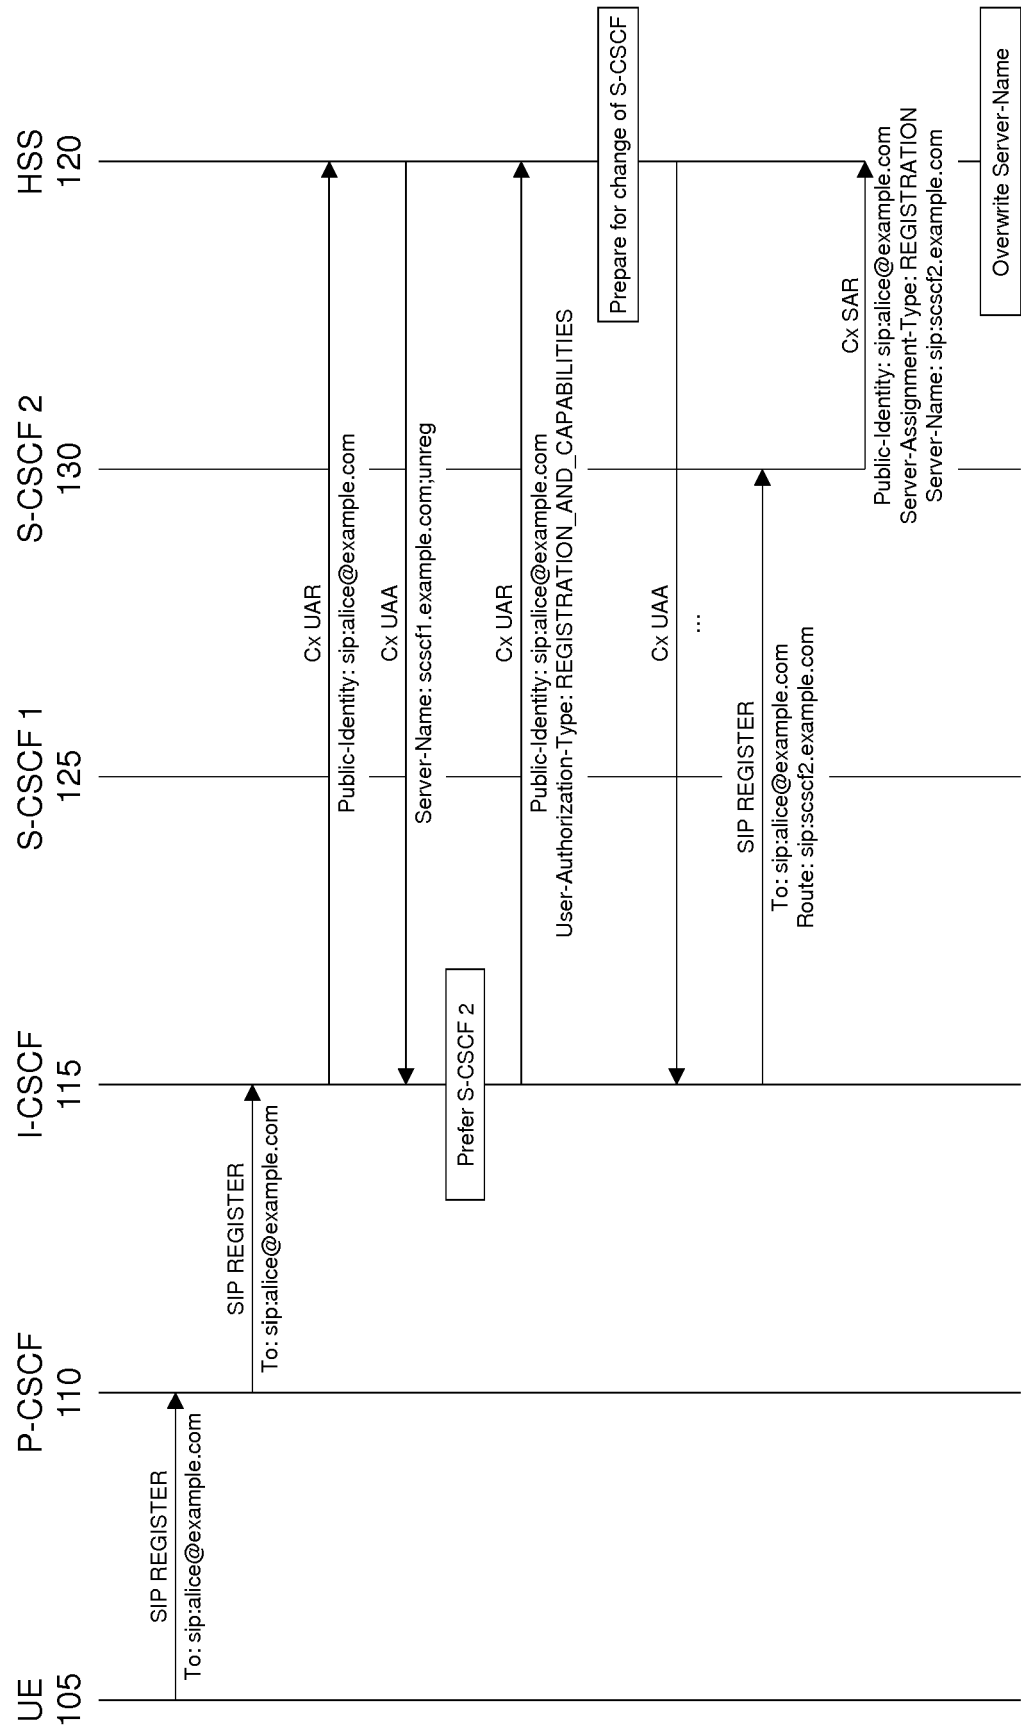 UE
105
P-CSCF
110
I-CSCF
115
S-CSCF 1
125
S-CSCF 2
130
HSS
120
SIP REGISTER
To: sip:alice@example.com
SIP REGISTER
To: sip:alice@example.com
Cx UAR
Public-Identity: sip:alice@example.com
Cx UAA
Server-Name: scscf1.example.com;unreg
Prefer S-CSCF 2
Cx UAR
Public-Identity: sip:alice@example.com
User-Authorization-Type: REGISTRATION_AND_CAPABILITIES
Prepare for change of S-CSCF
Cx UAA
...
SIP REGISTER
To: sip:alice@example.com
Route: sip:scscf2.example.com
Cx SAR
Public-Identity: sip:alice@example.com
Server-Assignment-Type: REGISTRATION
Server-Name: sip:scscf2.example.com
Overwrite Server-Name